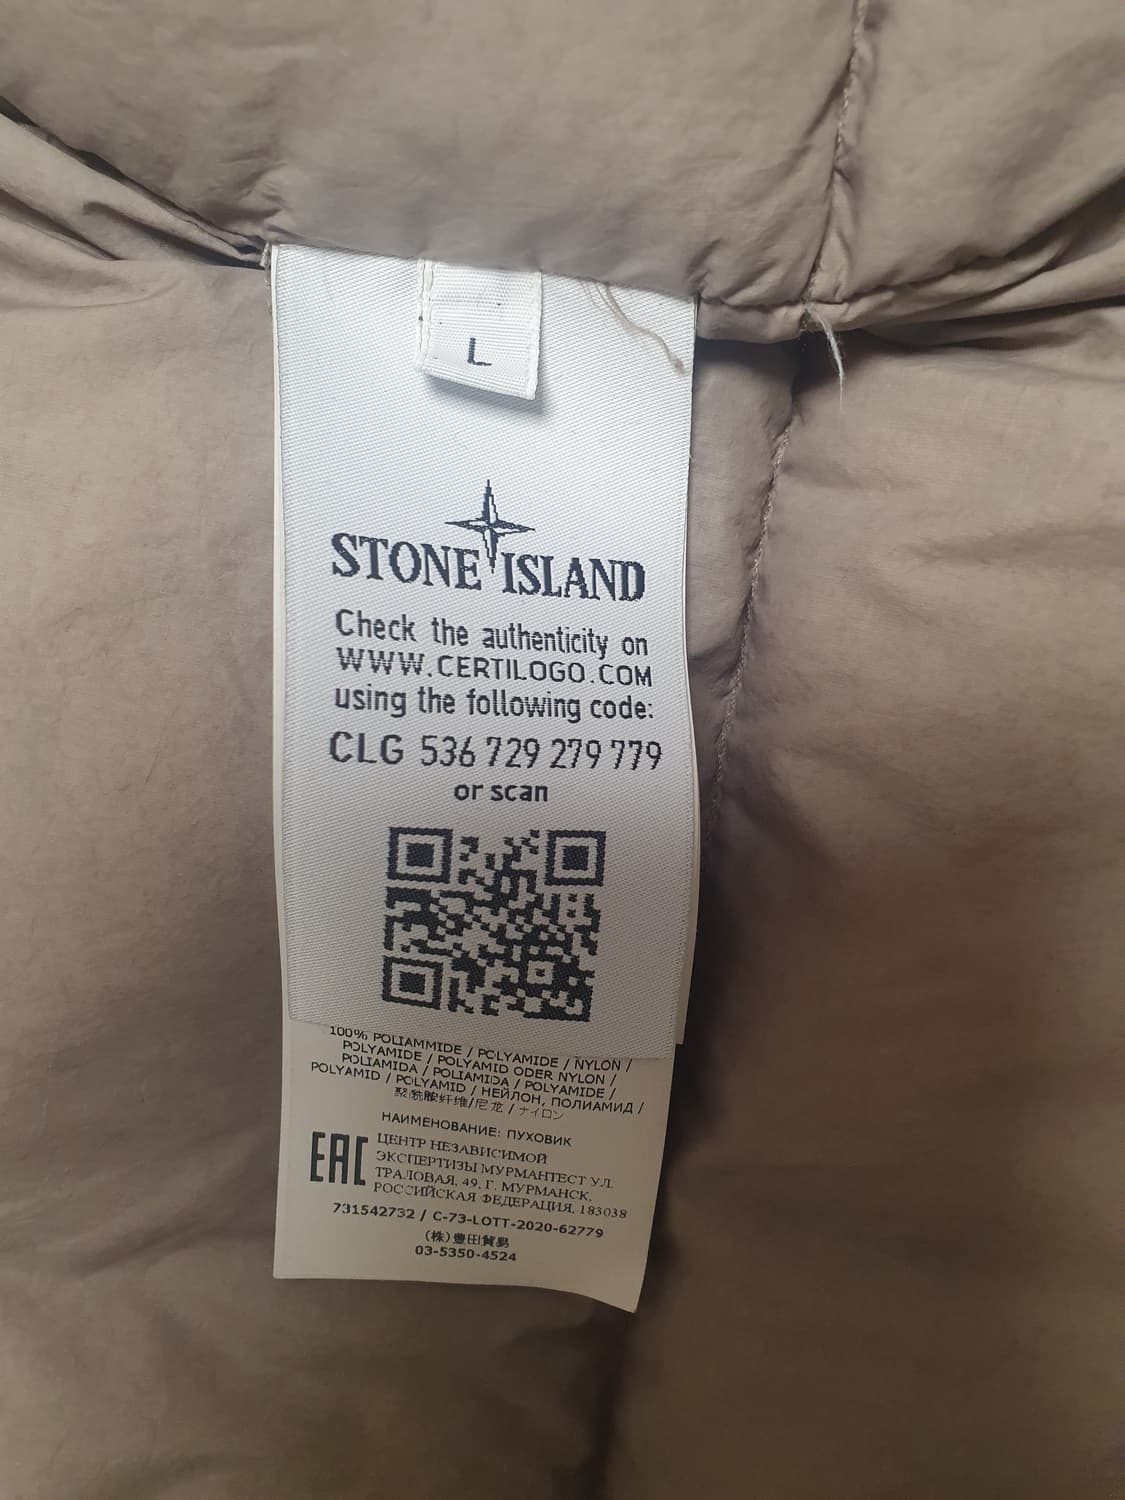 L
STONE ISLAND
Check the authenticity on
WWW.CERTILOGO.COM
using the following code:
CLG 536 729 279 779
or scan
100% POLIAMMIDE / POLYAMIDE / NYLON /
POLYAMIDE / POLYAMID ODER NYLON /
POLIAMIDA / POLIAMIDA / POLYAMIDE /
POLYAMID / POLYAMID / НЕЙЛОН, ПОЛИАМИД /
聚酰胺纤维/尼龙 / ナイロン
НАИМЕНОВАНИЕ: ПУХОВИК
EAC
ЦЕНТР НЕЗАВИСИМОЙ
ЭКСПЕРТИЗЫ МУРМАНТЕСТ УЛ.
ТРАЛОВАЯ, 49, Г. МУРМАНСК,
РОССИЙСКАЯ ФЕДЕРАЦИЯ, 183038
731542732 / C-73-LOTT-2020-62779
(株)豊田貿易
03-5350-4524